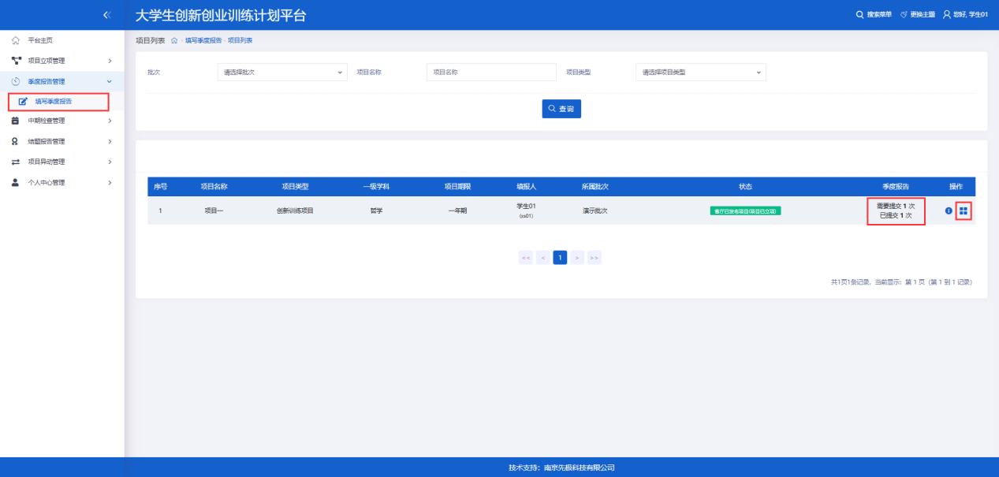 大学生创新创业训练计划平台
搜索菜单 更换主题 您好, 学生01
平台主页
项目立项管理
季度报告管理
填写季度报告
中期检查管理
结题报告管理
项目异动管理
个人中心管理
项目列表 · 填写季度报告 · 项目列表
批次 请选择批次 项目名称 项目名称 项目类型 请选择项目类型
查询
序号 项目名称 项目类型 一级学科 项目期限 填报人 所属批次 状态 季度报告 操作
1 项目一 创新训练项目 哲学 一年期 学生01 演示批次 省厅已发布项目(项目已立项) 需要提交 1 次
(xs01) 已提交 1 次
<< < 1 > >>
共1页1条记录, 当前显示: 第 1 页 (第 1 到 1 记录)
技术支持: 南京先极科技有限公司